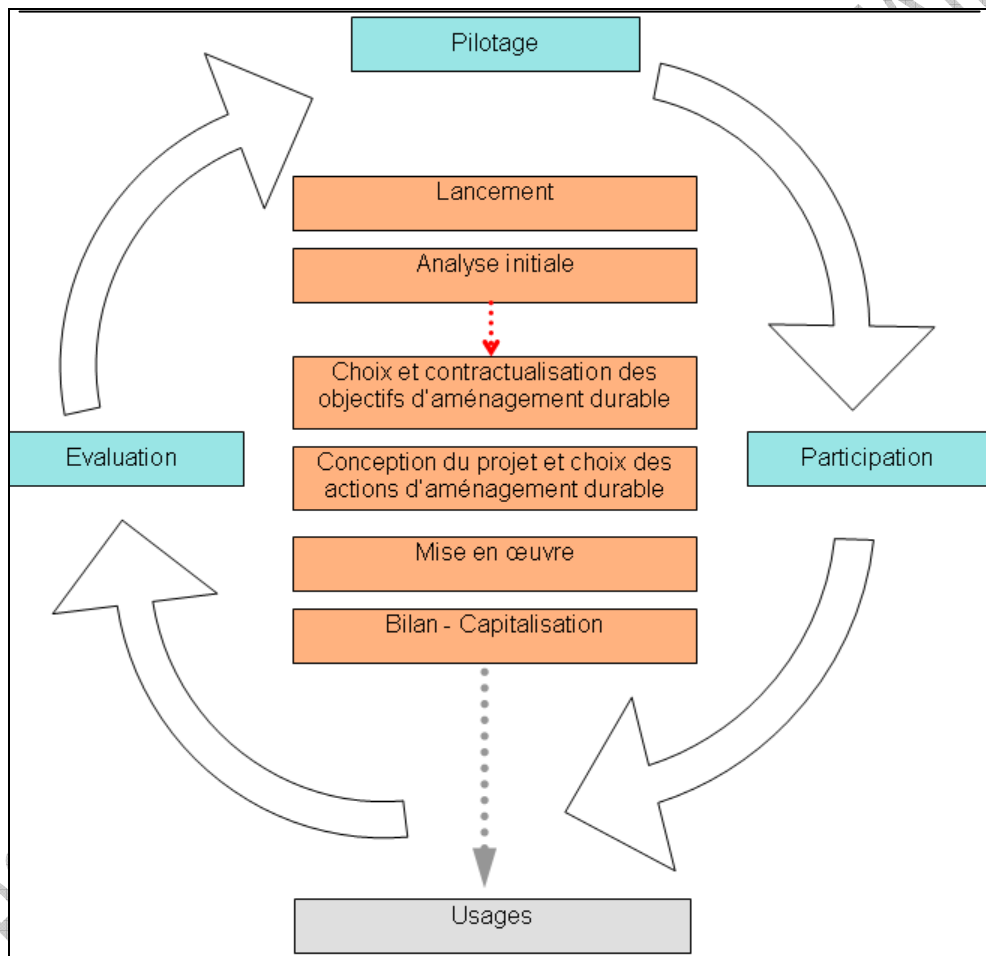 Pilotage
Lancement
Analyse initiale
Choix et contractualisation des
objectifs d'aménagement durable
Evaluation
Conception du projet et choix des
actions d'aménagement durable
Participation
Mise en œuvre
Bilan - Capitalisation
Usages